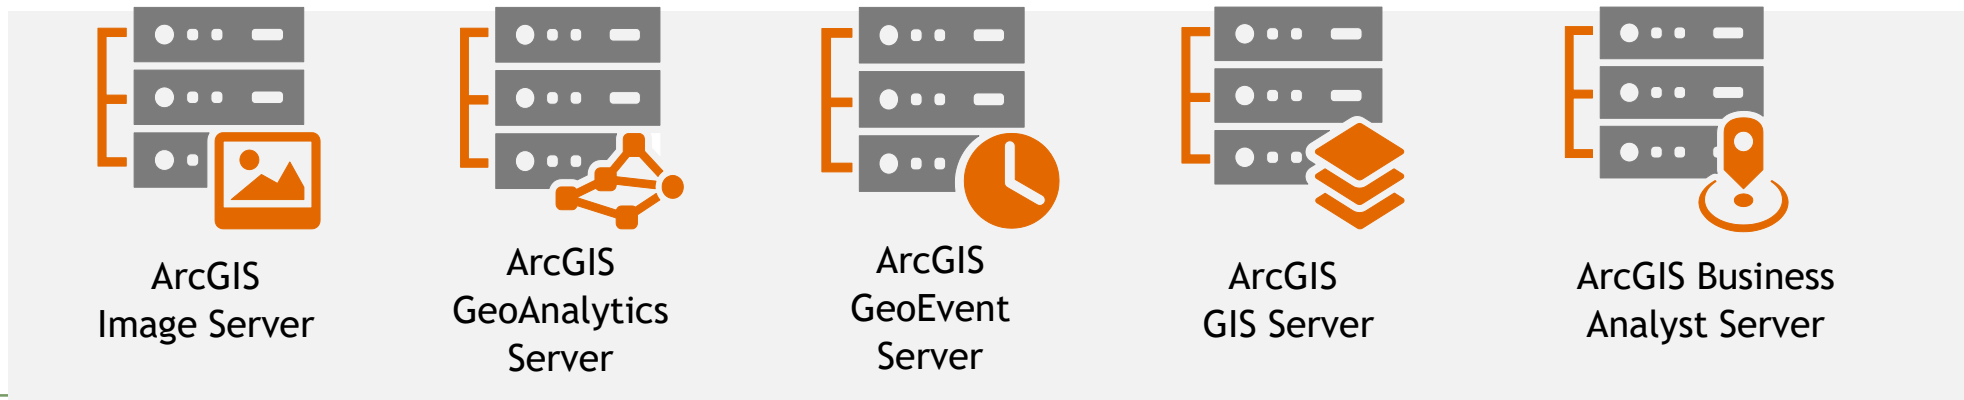 ArcGIS
Image Server
ArcGIS
GeoAnalytics
Server
ArcGIS
GeoEvent
Server
ArcGIS
GIS Server
ArcGIS Business
Analyst Server